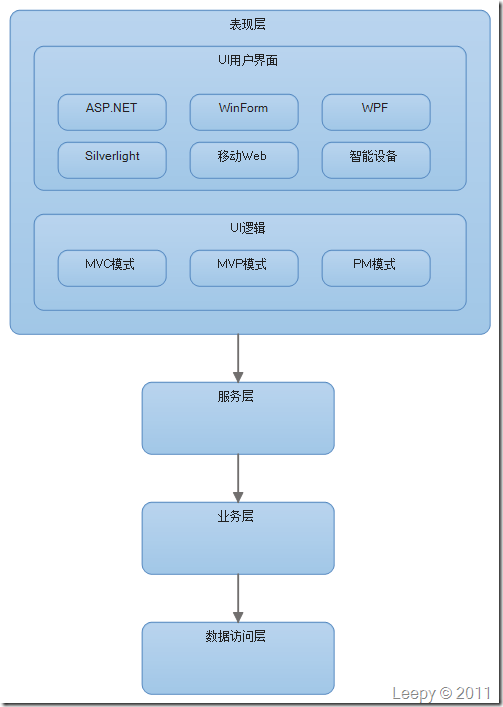 表现层
UI用户界面
ASP.NET
WinForm
WPF
Silverlight
移动Web
智能设备
UI逻辑
MVC模式
MVP模式
PM模式
服务层
业务层
数据访问层
Leepy © 2011